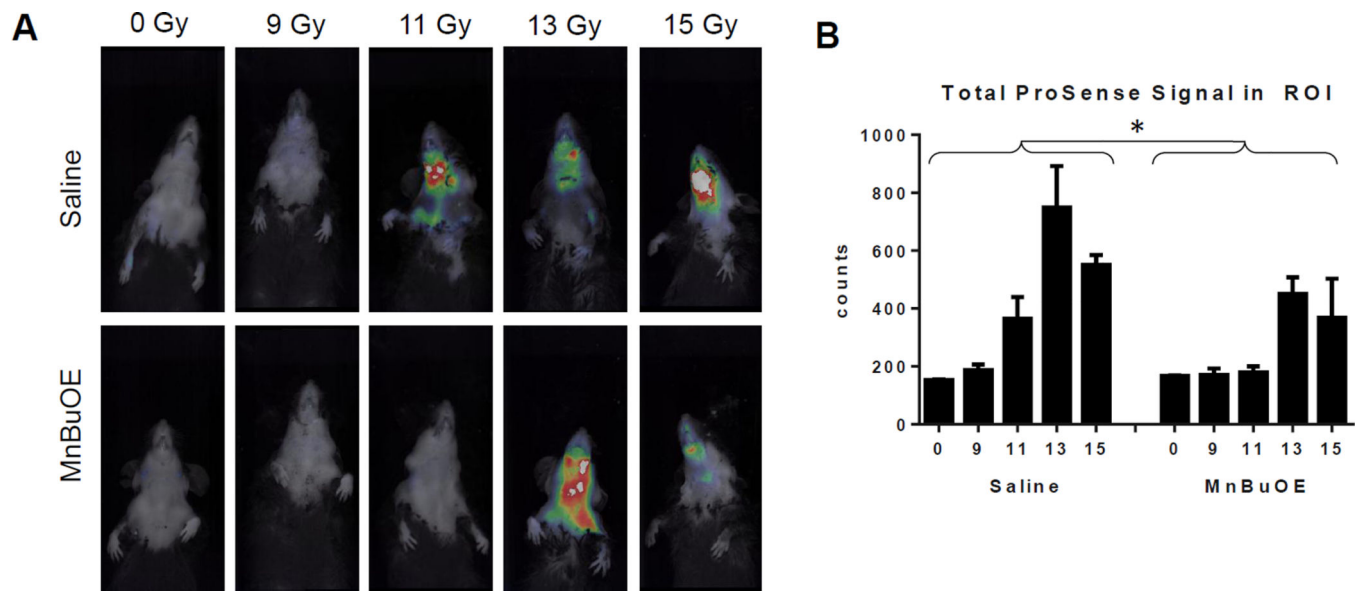 A
0 Gy 9 Gy 11 Gy 13 Gy 15 Gy
Saline
MnBuOE
B
Total ProSense Signal in ROI
*
counts
1000
800
600
400
200
0
0 9 11 13 15 0 9 11 13 15
Saline MnBuOE